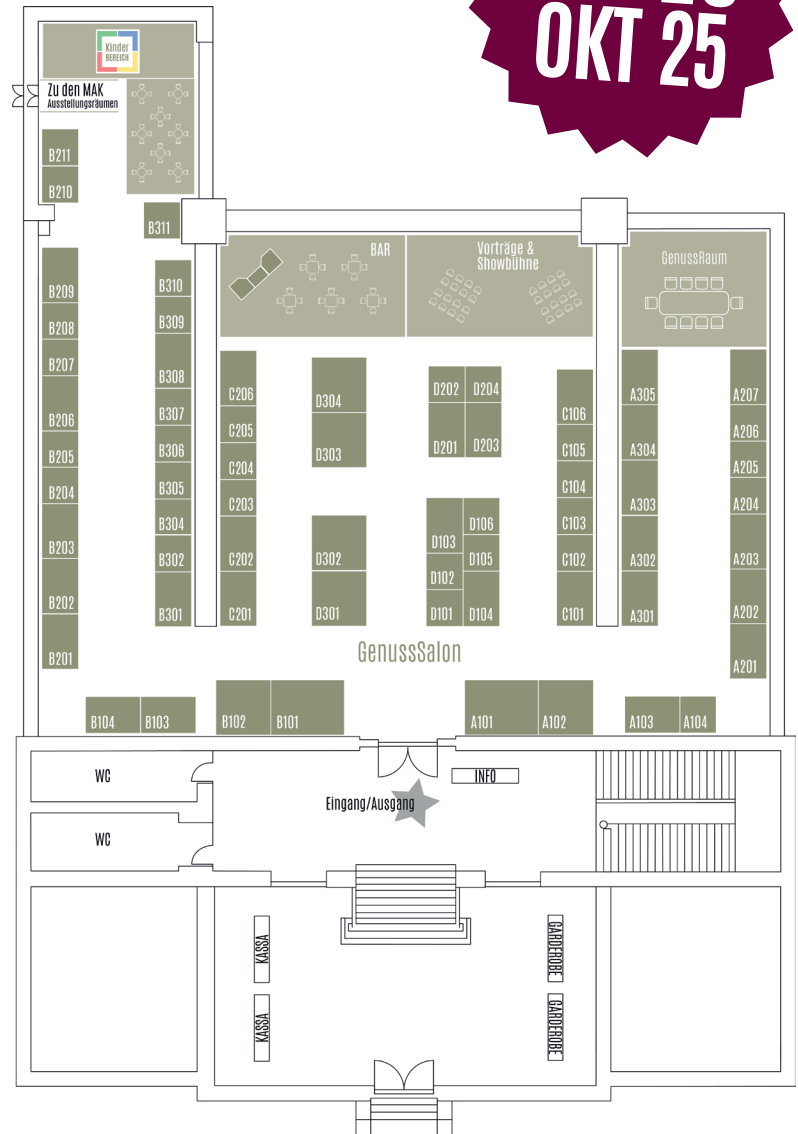 OKT 25
Kinder
BEREICH
Zu den MAK
Ausstellungsräumen
B211
B210
B311
BAR
Vorträge &
Showbühne
GenussRaum
B209
B208
B207
B206
B205
B204
B203
B202
B201
B310
B309
B308
B307
B306
B305
B304
B302
B301
C206
C205
C204
C203
C202
C201
D304
D303
D302
D301
D202
D204
D201
D203
D103
D106
D102
D105
D101
D104
C106
C105
C104
C103
C102
C101
A305
A304
A303
A302
A301
A207
A206
A205
A204
A203
A202
A201
GenussSalon
B104
B103
B102
B101
A101
A102
A103
A104
WC
WC
INFO
Eingang/Ausgang
KASSA
KASSA
GARDEROBE
GARDEROBE